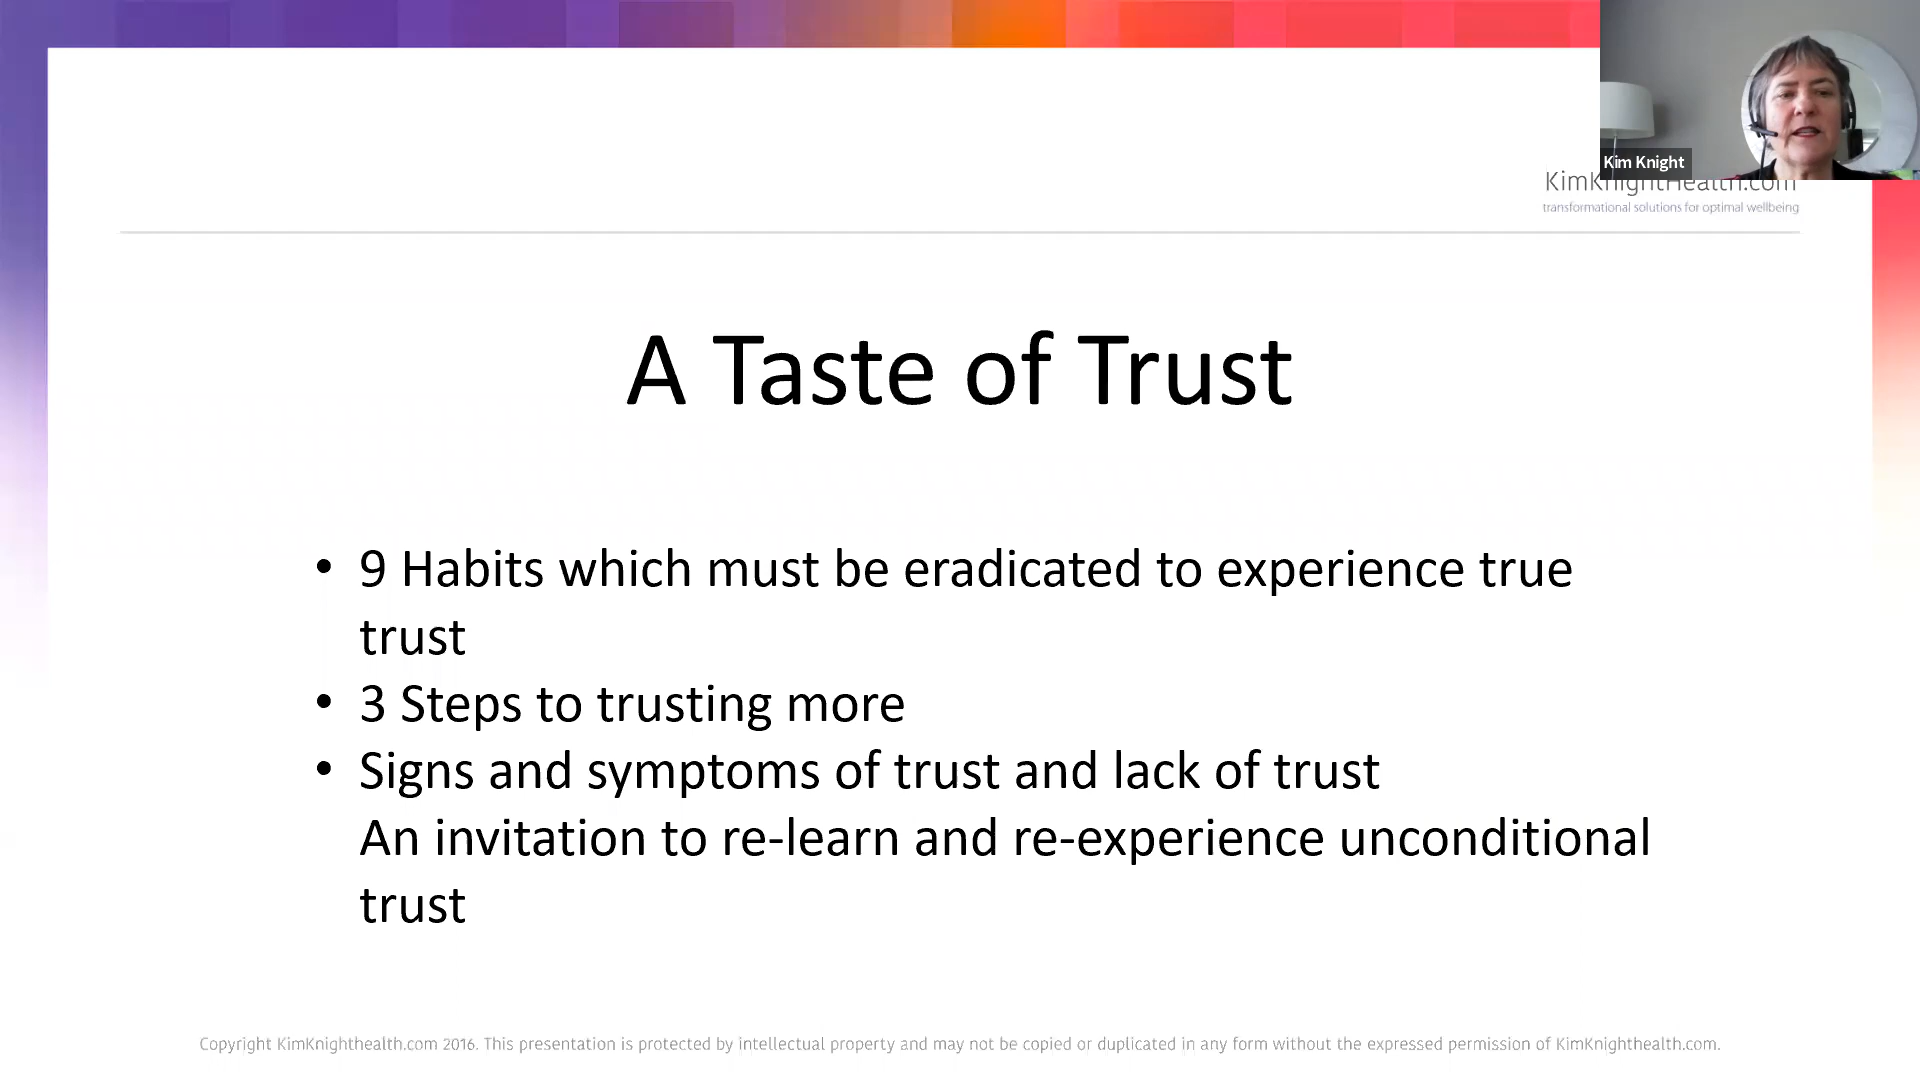 Kim Knight
KimKnightHealth.com
transformational solutions for optimal wellbeing
A Taste of Trust
• 9 Habits which must be eradicated to experience true
trust
• 3 Steps to trusting more
• Signs and symptoms of trust and lack of trust
An invitation to re-learn and re-experience unconditional
trust
Copyright KimKnighthealth.com 2016. This presentation is protected by intellectual property and may not be copied or duplicated in any form without the expressed permission of KimKnighthealth.com.